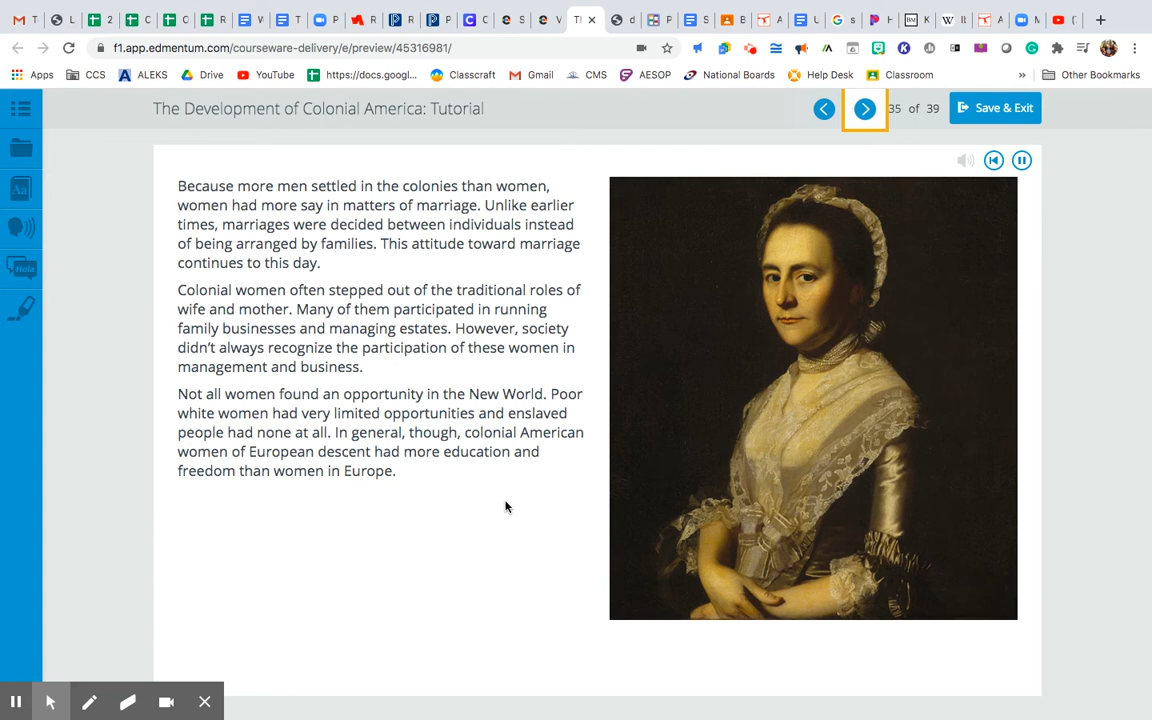 T L 2 C C R W T P R R P C E V Tl d P S B A U s H K It A M (
f1.app.edmentum.com/courseware-delivery/e/preview/45316981/
Apps CCS ALEKS Drive YouTube https://docs.googl... Classcraft Gmail CMS AESOP National Boards Help Desk Classroom » Other Bookmarks
The Development of Colonial America: Tutorial 35 of 39 Save & Exit
Because more men settled in the colonies than women,
women had more say in matters of marriage. Unlike earlier
times, marriages were decided between individuals instead
of being arranged by families. This attitude toward marriage
continues to this day.
Colonial women often stepped out of the traditional roles of
wife and mother. Many of them participated in running
family businesses and managing estates. However, society
didn't always recognize the participation of these women in
management and business.
Not all women found an opportunity in the New World. Poor
white women had very limited opportunities and enslaved
people had none at all. In general, though, colonial American
women of European descent had more education and
freedom than women in Europe.
Aa
Hola